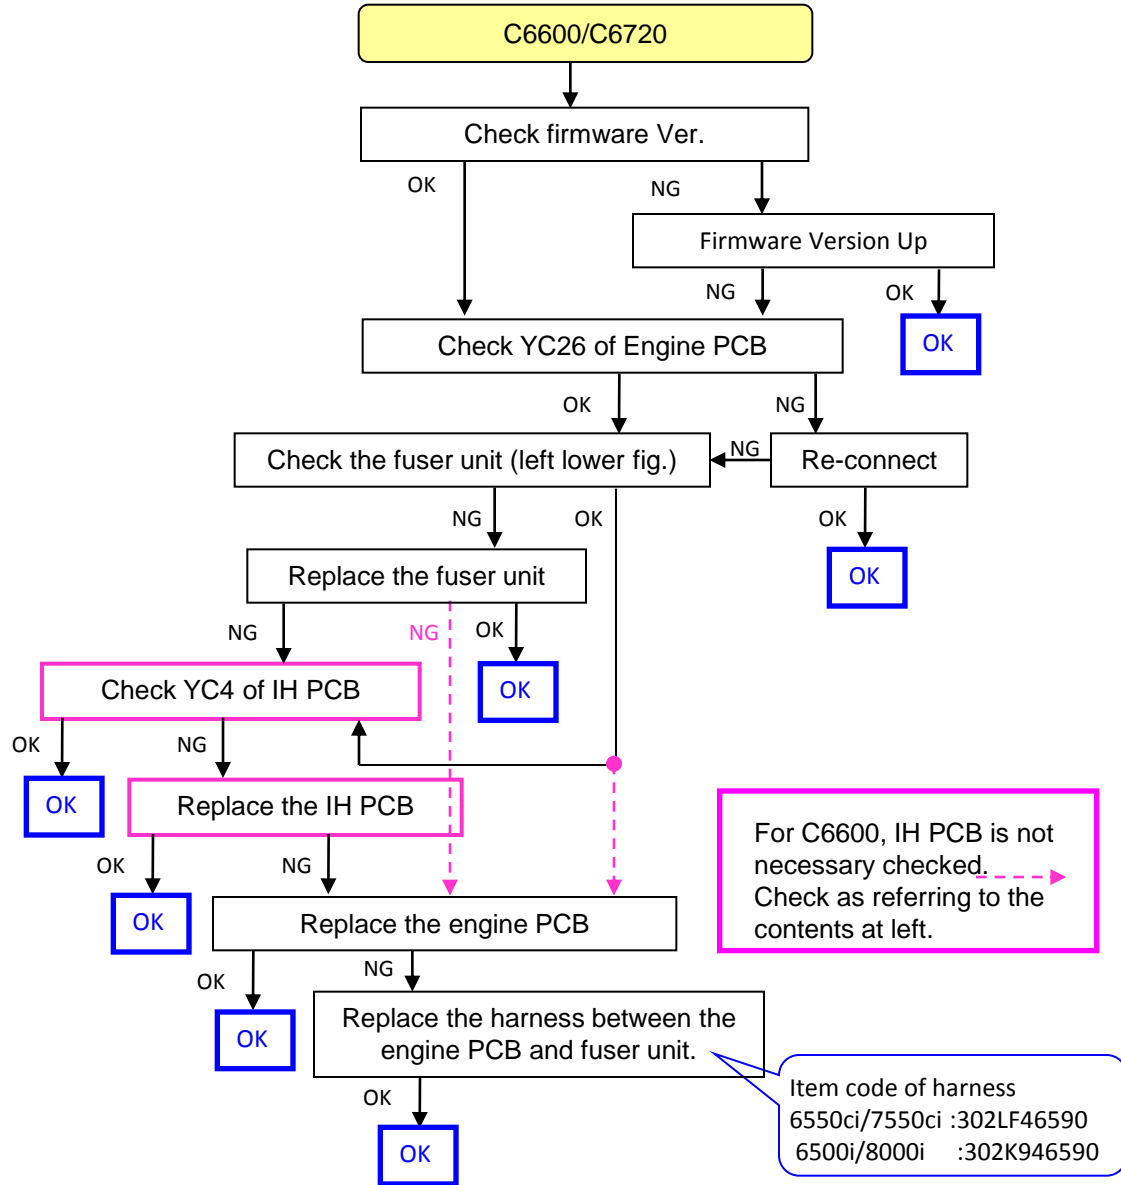 C6600/C6720
Check firmware Ver.
OK
NG
Firmware Version Up
NG
OK
OK
Check YC26 of Engine PCB
OK
NG
Check the fuser unit (left lower fig.)
NG
Re-connect
NG
OK
OK
OK
Replace the fuser unit
NG
NG
OK
Check YC4 of IH PCB
OK
OK
NG
OK
Replace the IH PCB
For C6600, IH PCB is not
necessary checked.
Check as referring to the
contents at left.
OK
NG
OK
Replace the engine PCB
OK
NG
OK
Replace the harness between the
engine PCB and fuser unit.
Item code of harness
6550ci/7550ci :302LF46590
6500i/8000i :302K946590
OK
OK